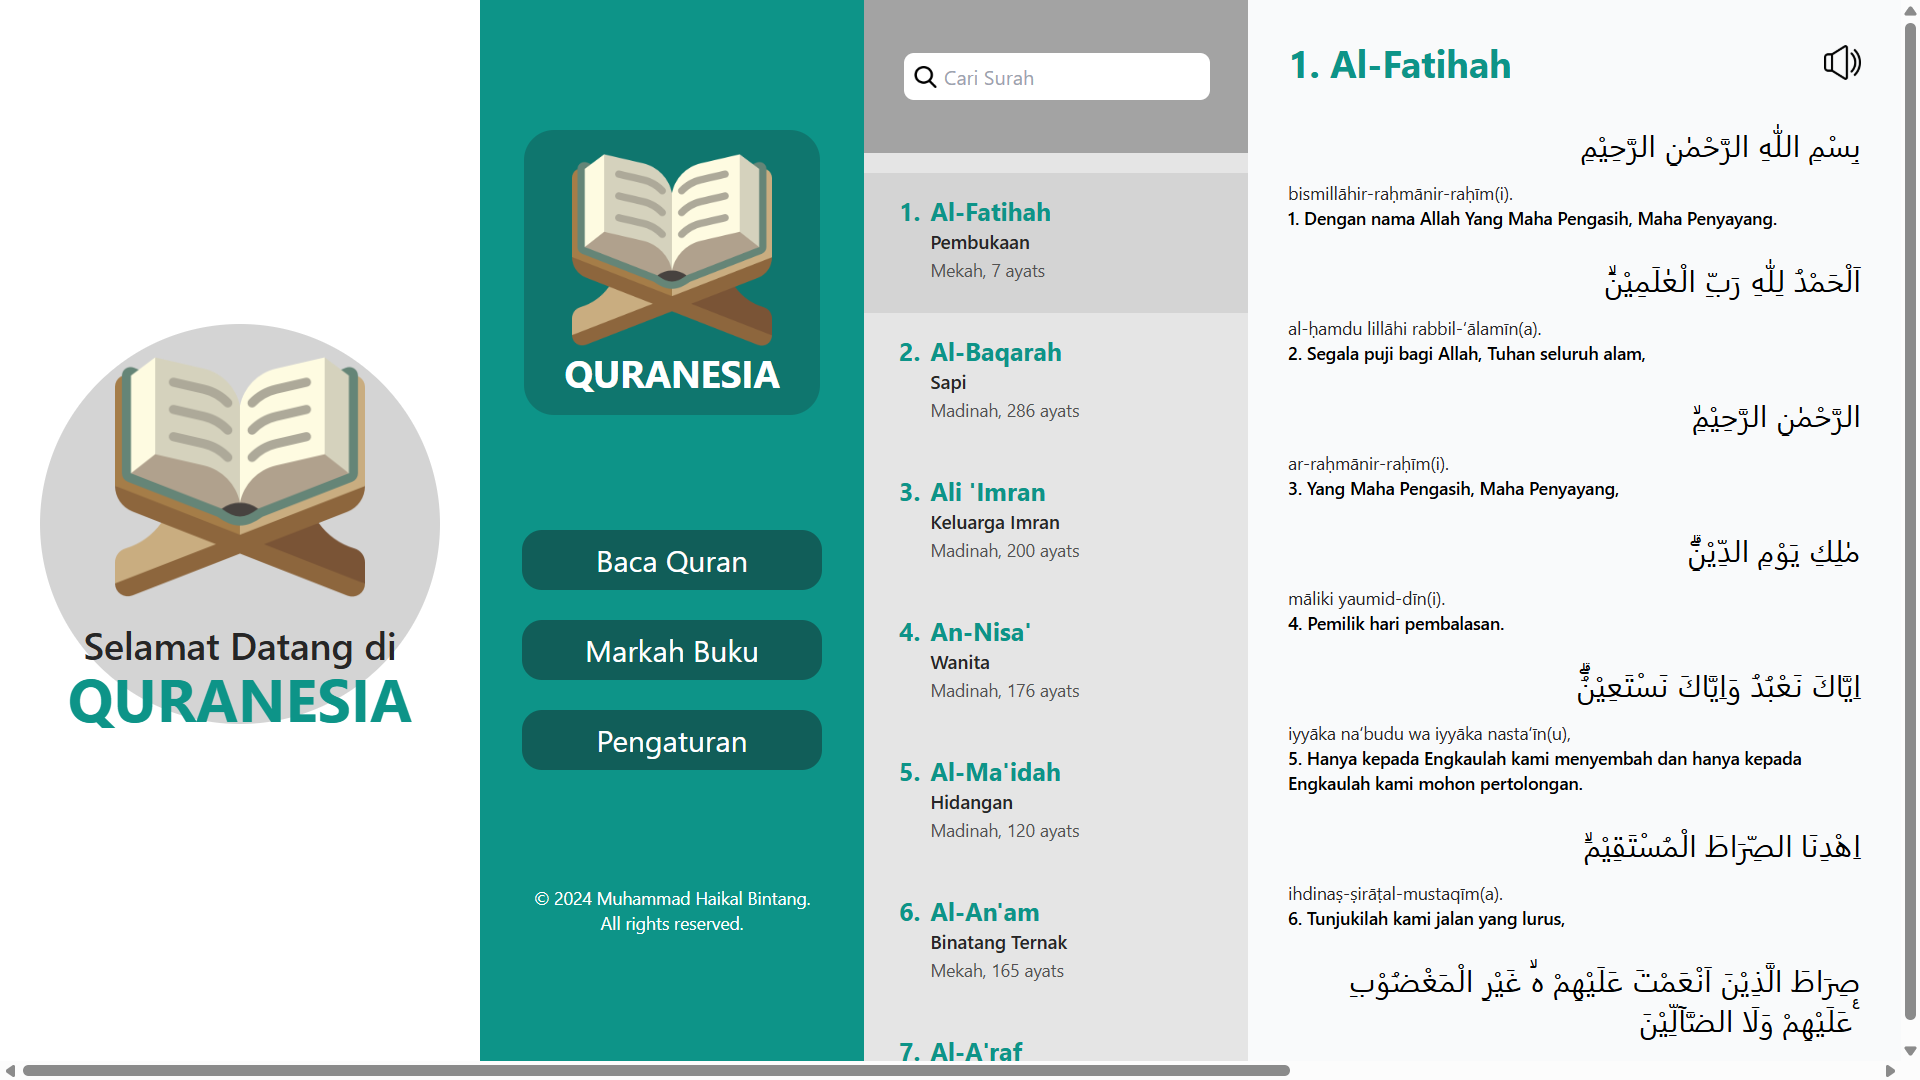 Selamat Datang di
QURANESIA
QURANESIA
Baca Quran
Markah Buku
Pengaturan
© 2024 Muhammad Haikal Bintang.
All rights reserved.
Cari Surah
1. Al-Fatihah
Pembukaan
Mekah, 7 ayats
2. Al-Baqarah
Sapi
Madinah, 286 ayats
3. Ali 'Imran
Keluarga Imran
Madinah, 200 ayats
4. An-Nisa'
Wanita
Madinah, 176 ayats
5. Al-Ma'idah
Hidangan
Madinah, 120 ayats
6. Al-An'am
Binatang Ternak
Mekah, 165 ayats
7. Al-A'raf
1. Al-Fatihah
بِسْمِ اللّٰهِ الرَّحْمٰنِ الرَّحِيْمِ
bismillāhir-raḥmānir-raḥīm(i).
1. Dengan nama Allah Yang Maha Pengasih, Maha Penyayang.
اَلْحَمْدُ لِلّٰهِ رَبِّ الْعٰلَمِيْنَۙ
al-ḥamdu lillāhi rabbil-‘ālamīn(a).
2. Segala puji bagi Allah, Tuhan seluruh alam,
الرَّحْمٰنِ الرَّحِيْمِۙ
ar-raḥmānir-raḥīm(i).
3. Yang Maha Pengasih, Maha Penyayang,
مٰلِكِ يَوْمِ الدِّيْنِۗ
māliki yaumid-dīn(i).
4. Pemilik hari pembalasan.
اِيَّاكَ نَعْبُدُ وَاِيَّاكَ نَسْتَعِيْنُۗ
iyyāka na‘budu wa iyyāka nasta‘īn(u),
5. Hanya kepada Engkaulah kami menyembah dan hanya kepada
Engkaulah kami mohon pertolongan.
اِهْدِنَا الصِّرَاطَ الْمُسْتَقِيْمَۙ
ihdinaṣ-ṣirāṭal-mustaqīm(a).
6. Tunjukilah kami jalan yang lurus,
صِرَاطَ الَّذِيْنَ اَنْعَمْتَ عَلَيْهِمْ ەۙ غَيْرِ الْمَغْضُوْبِ
عَلَيْهِمْ وَلَا الضَّاۤلِّيْنَ ࣖ